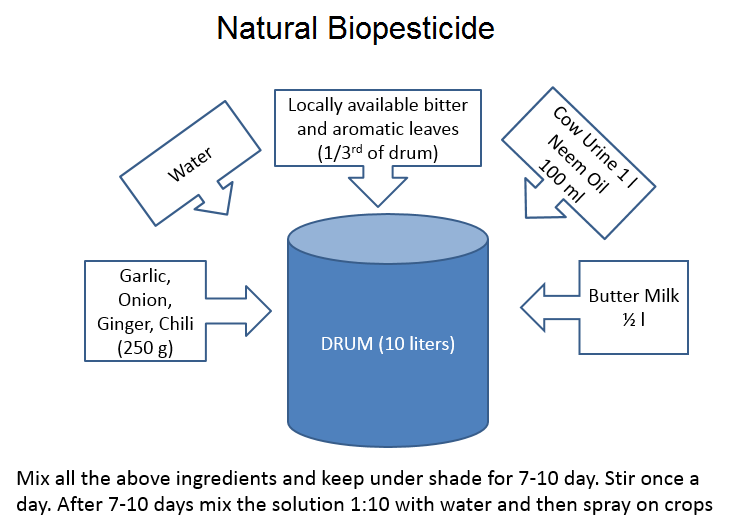 Natural Biopesticide
Water
Locally available bitter
and aromatic leaves
(1/3rd of drum)
Cow Urine 1 l
Neem Oil
100 ml
Garlic,
Onion,
Ginger, Chili
(250 g)
DRUM (10 liters)
Butter Milk
½ l
Mix all the above ingredients and keep under shade for 7-10 day. Stir once a
day. After 7-10 days mix the solution 1:10 with water and then spray on crops